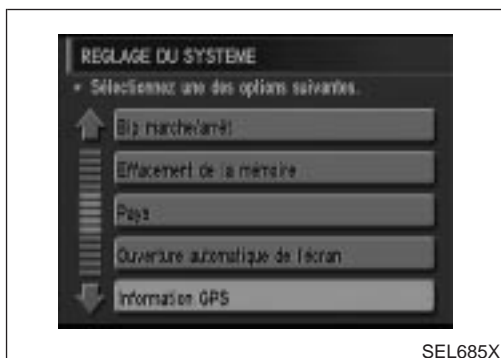 REGLAGE DU SYSTEME
• Sélectionnez une des options suivantes.
Bip marche/arrêt
Effacement de la mémoire
Pays
Ouverture automatique de l'écran
Information GPS
SEL685X